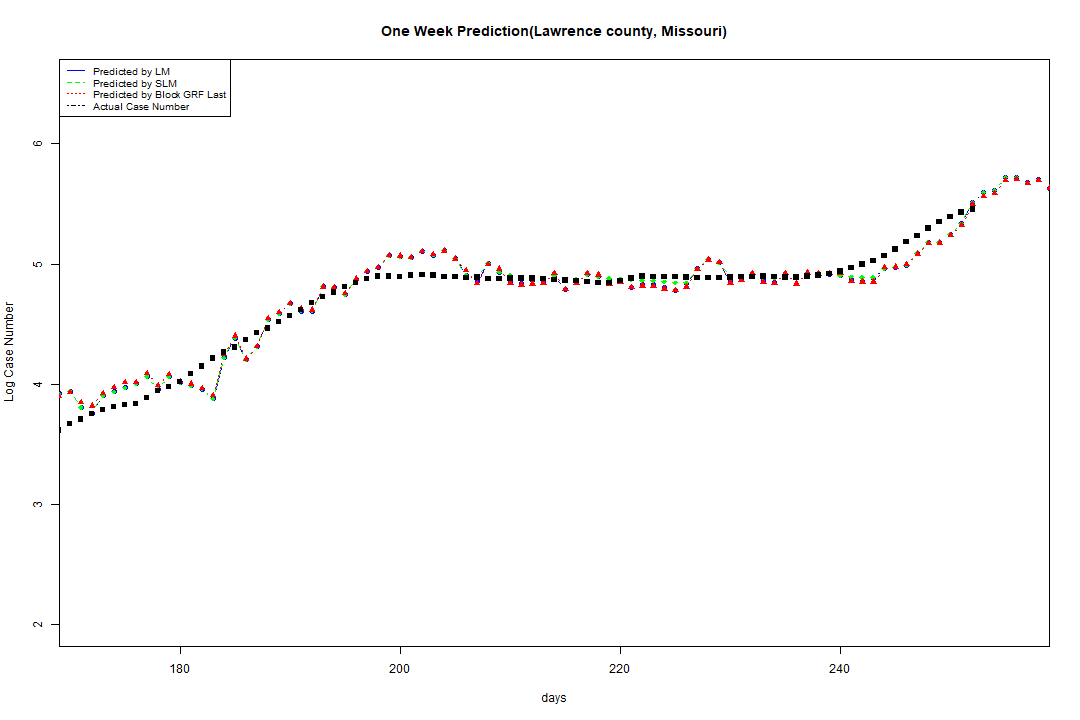 One Week Prediction(Lawrence county, Missouri)
Predicted by LM
Predicted by SLM
Predicted by Block GRF Last
Actual Case Number
6
5
4
3
2
Log Case Number
180 200 220 240
days